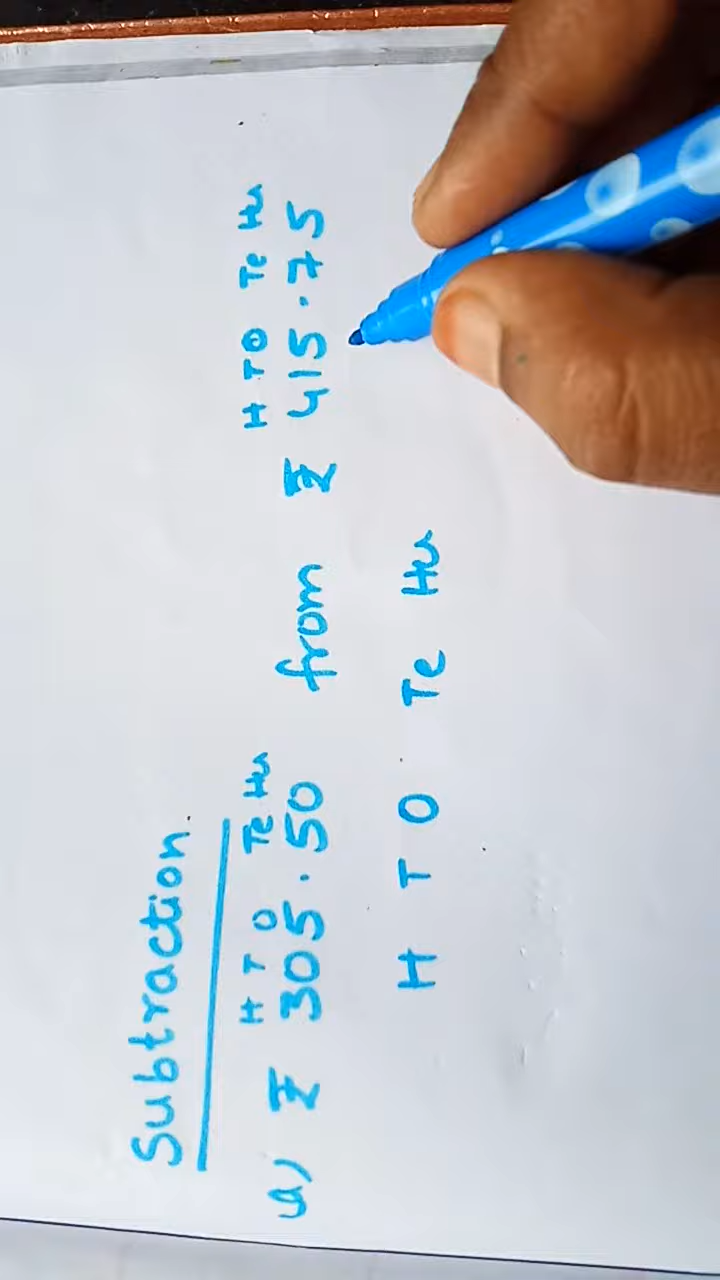 Subtraction.
H T O Te Hu H T O Te Hu
(a) ₹ 305.50 from ₹ 415.75
H T O Te Hu